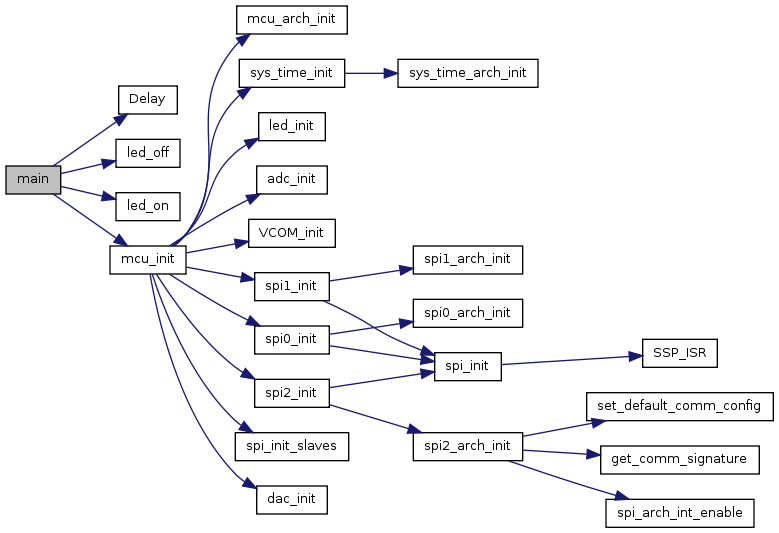 mcu_arch_init
sys_time_init
sys_time_arch_init
Delay
led_init
led_off
main
adc_init
led_on
VCOM_init
mcu_init
spi1_arch_init
spi1_init
spi0_arch_init
spi0_init
SSP_ISR
spi_init
spi2_init
set_default_comm_config
spi_init_slaves
spi2_arch_init
get_comm_signature
dac_init
spi_arch_int_enable